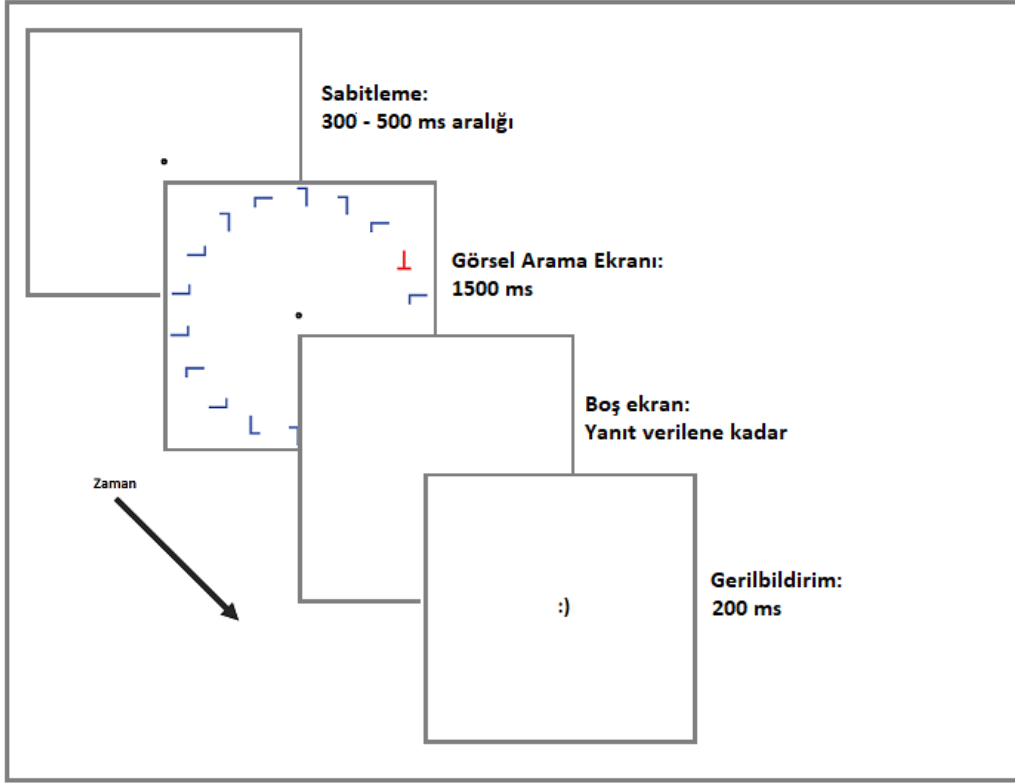 Sabitleme:
300 - 500 ms aralığı
Görsel Arama Ekranı:
1500 ms
Boş ekran:
Yanıt verilene kadar
Zaman
Gerilbildirim:
200 ms
:)